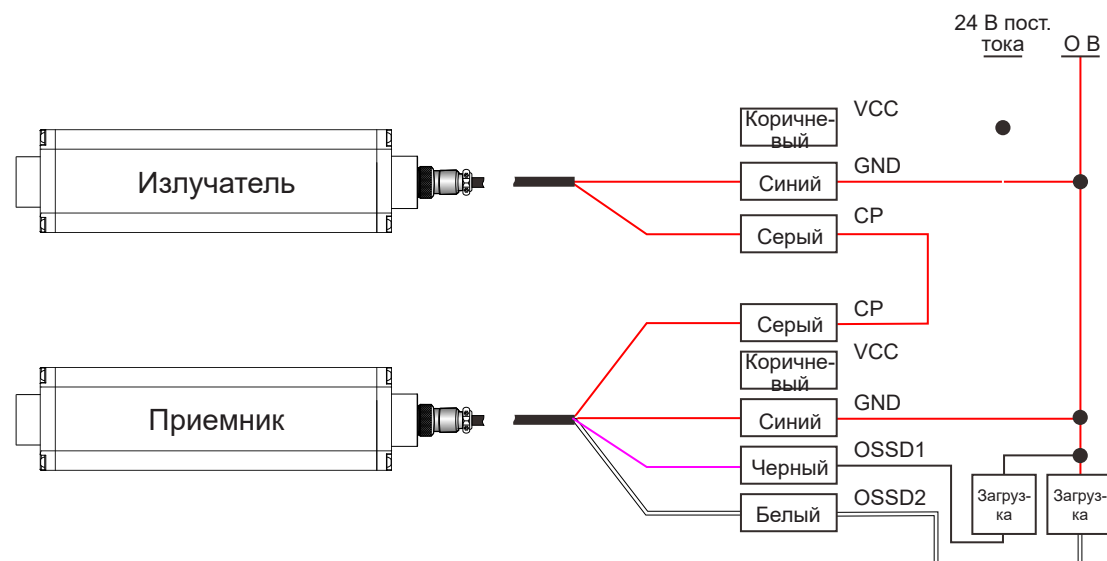 24 В пост.
тока
О В
Коричне-
вый
VCC
Излучатель
Синий
GND
Серый
CP
Серый
CP
Коричне-
вый
VCC
Приемник
Синий
GND
Черный
OSSD1
Белый
OSSD2
Загруз-
ка
Загруз-
ка